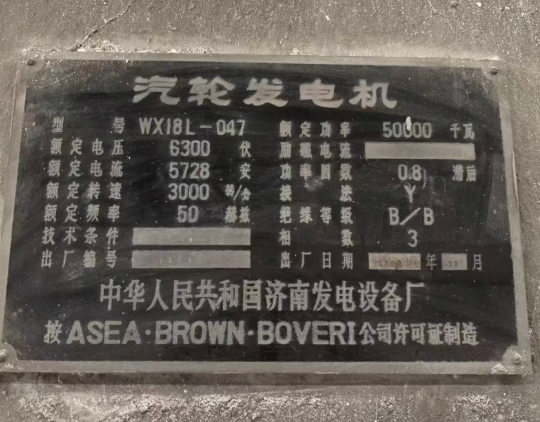 汽轮发电机
型号 WX18L-047 额定功率 50000 千瓦
额定电压 6300 伏 励磁电流
额定电流 5728 安 功率因数 0.8 滞后
额定转速 3000 转/分 接法 Y
额定频率 50 赫兹 绝缘等级 B/B
技术条件 相数 3
出厂编号 出厂日期 年 月
中华人民共和国济南发电设备厂
按ASEA·BROWN·BOVERI公司许可证制造